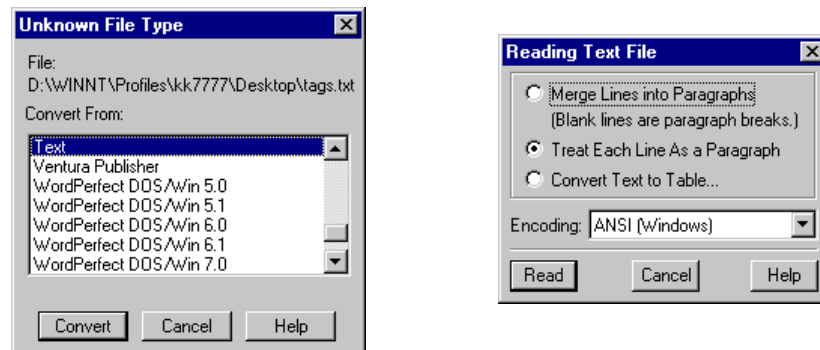 Unknown File Type
File:
D:\WINNT\Profiles\kk7777\Desktop\tags.txt
Convert From:
Text
Ventura Publisher
WordPerfect DOS/Win 5.0
WordPerfect DOS/Win 5.1
WordPerfect DOS/Win 6.0
WordPerfect DOS/Win 6.1
WordPerfect DOS/Win 7.0
Convert Cancel Help
Reading Text File
Merge Lines into Paragraphs
(Blank lines are paragraph breaks.)
Treat Each Line As a Paragraph
Convert Text to Table...
Encoding: ANSI (Windows)
Read Cancel Help